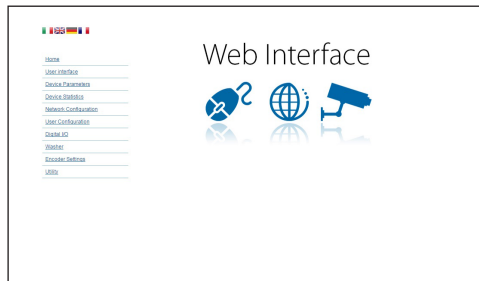 Home
User Interface
Device Parameters
Device Statistics
Network Configuration
User Configuration
Digital I/O
Washer
Encoder Settings
Utility
Web Interface